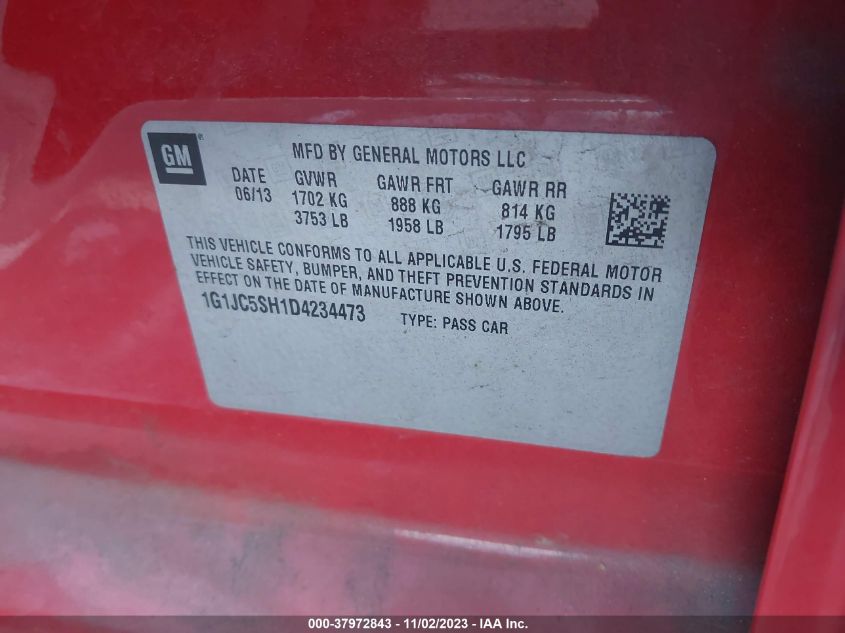 GM ®
MFD BY GENERAL MOTORS LLC
DATE GVWR GAWR FRT GAWR RR
06/13 1702 KG 888 KG 814 KG
3753 LB 1958 LB 1795 LB
THIS VEHICLE CONFORMS TO ALL APPLICABLE U.S. FEDERAL MOTOR
VEHICLE SAFETY, BUMPER, AND THEFT PREVENTION STANDARDS IN
EFFECT ON THE DATE OF MANUFACTURE SHOWN ABOVE.
1G1JC5SH1D4234473 TYPE: PASS CAR
000-37972843 - 11/02/2023 - IAA Inc.